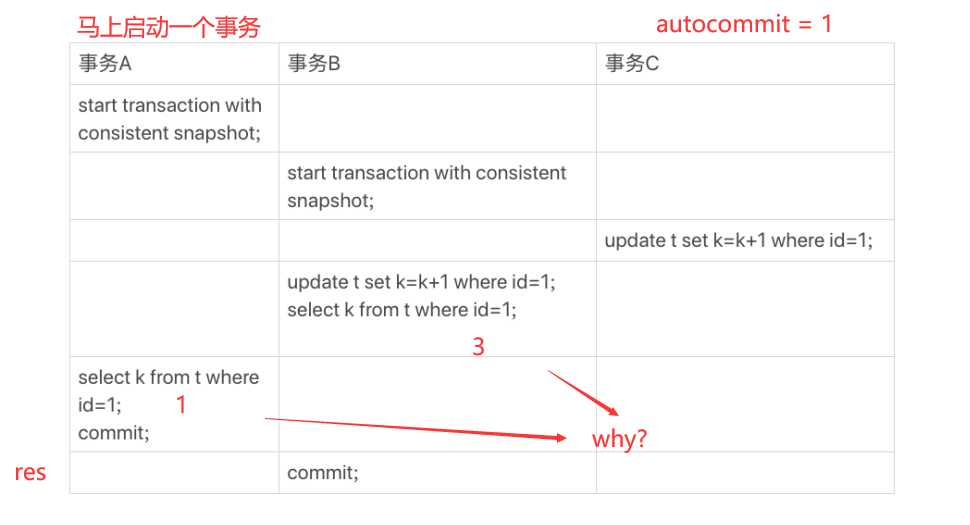 马上启动一个事务
autocommit = 1
事务A
事务B
事务C
start transaction with
consistent snapshot;
start transaction with consistent
snapshot;
update t set k=k+1 where id=1;
update t set k=k+1 where id=1;
select k from t where id=1;
3
select k from t where
id=1;
1
commit;
why?
res
commit;